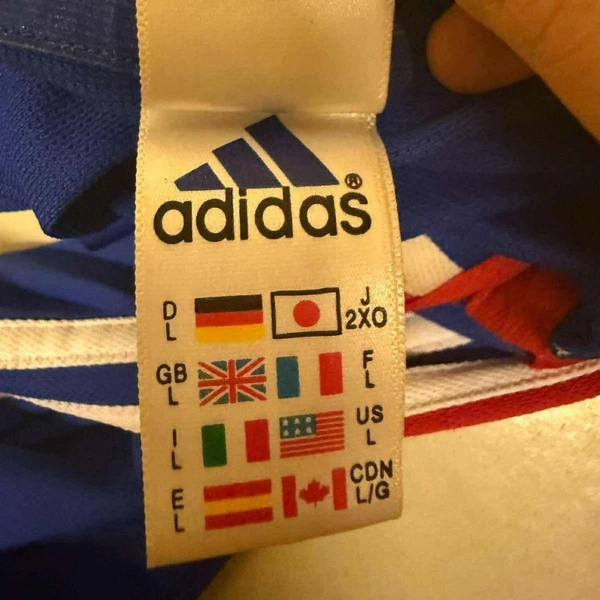 adidas®
D L J 2XO
GB L F L
I L US L
E L CDN L/G